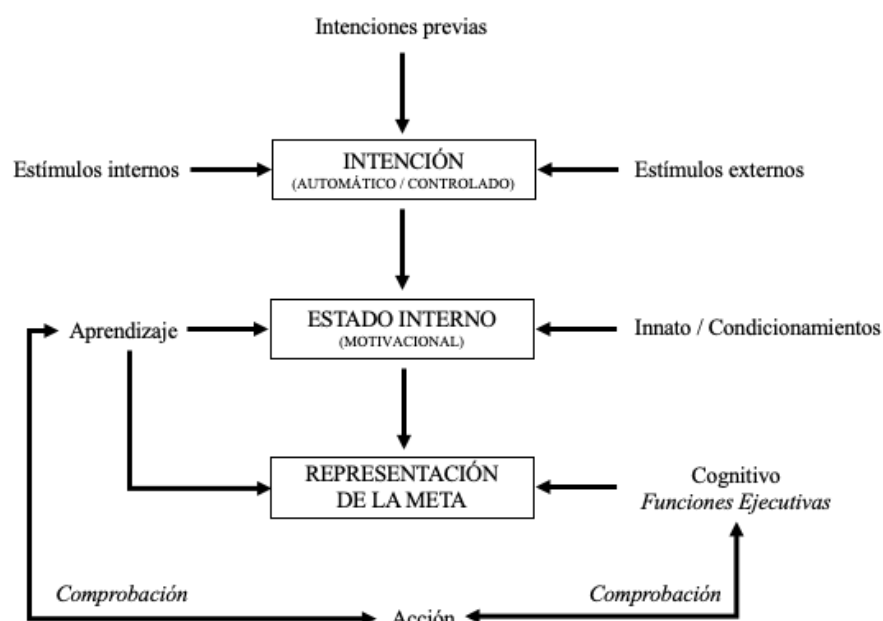 Intenciones previas
Estímulos internos
INTENCIÓN
(AUTOMÁTICO / CONTROLADO)
Estímulos externos
Aprendizaje
ESTADO INTERNO
(MOTIVACIONAL)
Innato / Condicionamientos
REPRESENTACIÓN
DE LA META
Cognitivo
Funciones Ejecutivas
Comprobación
Acción
Comprobación